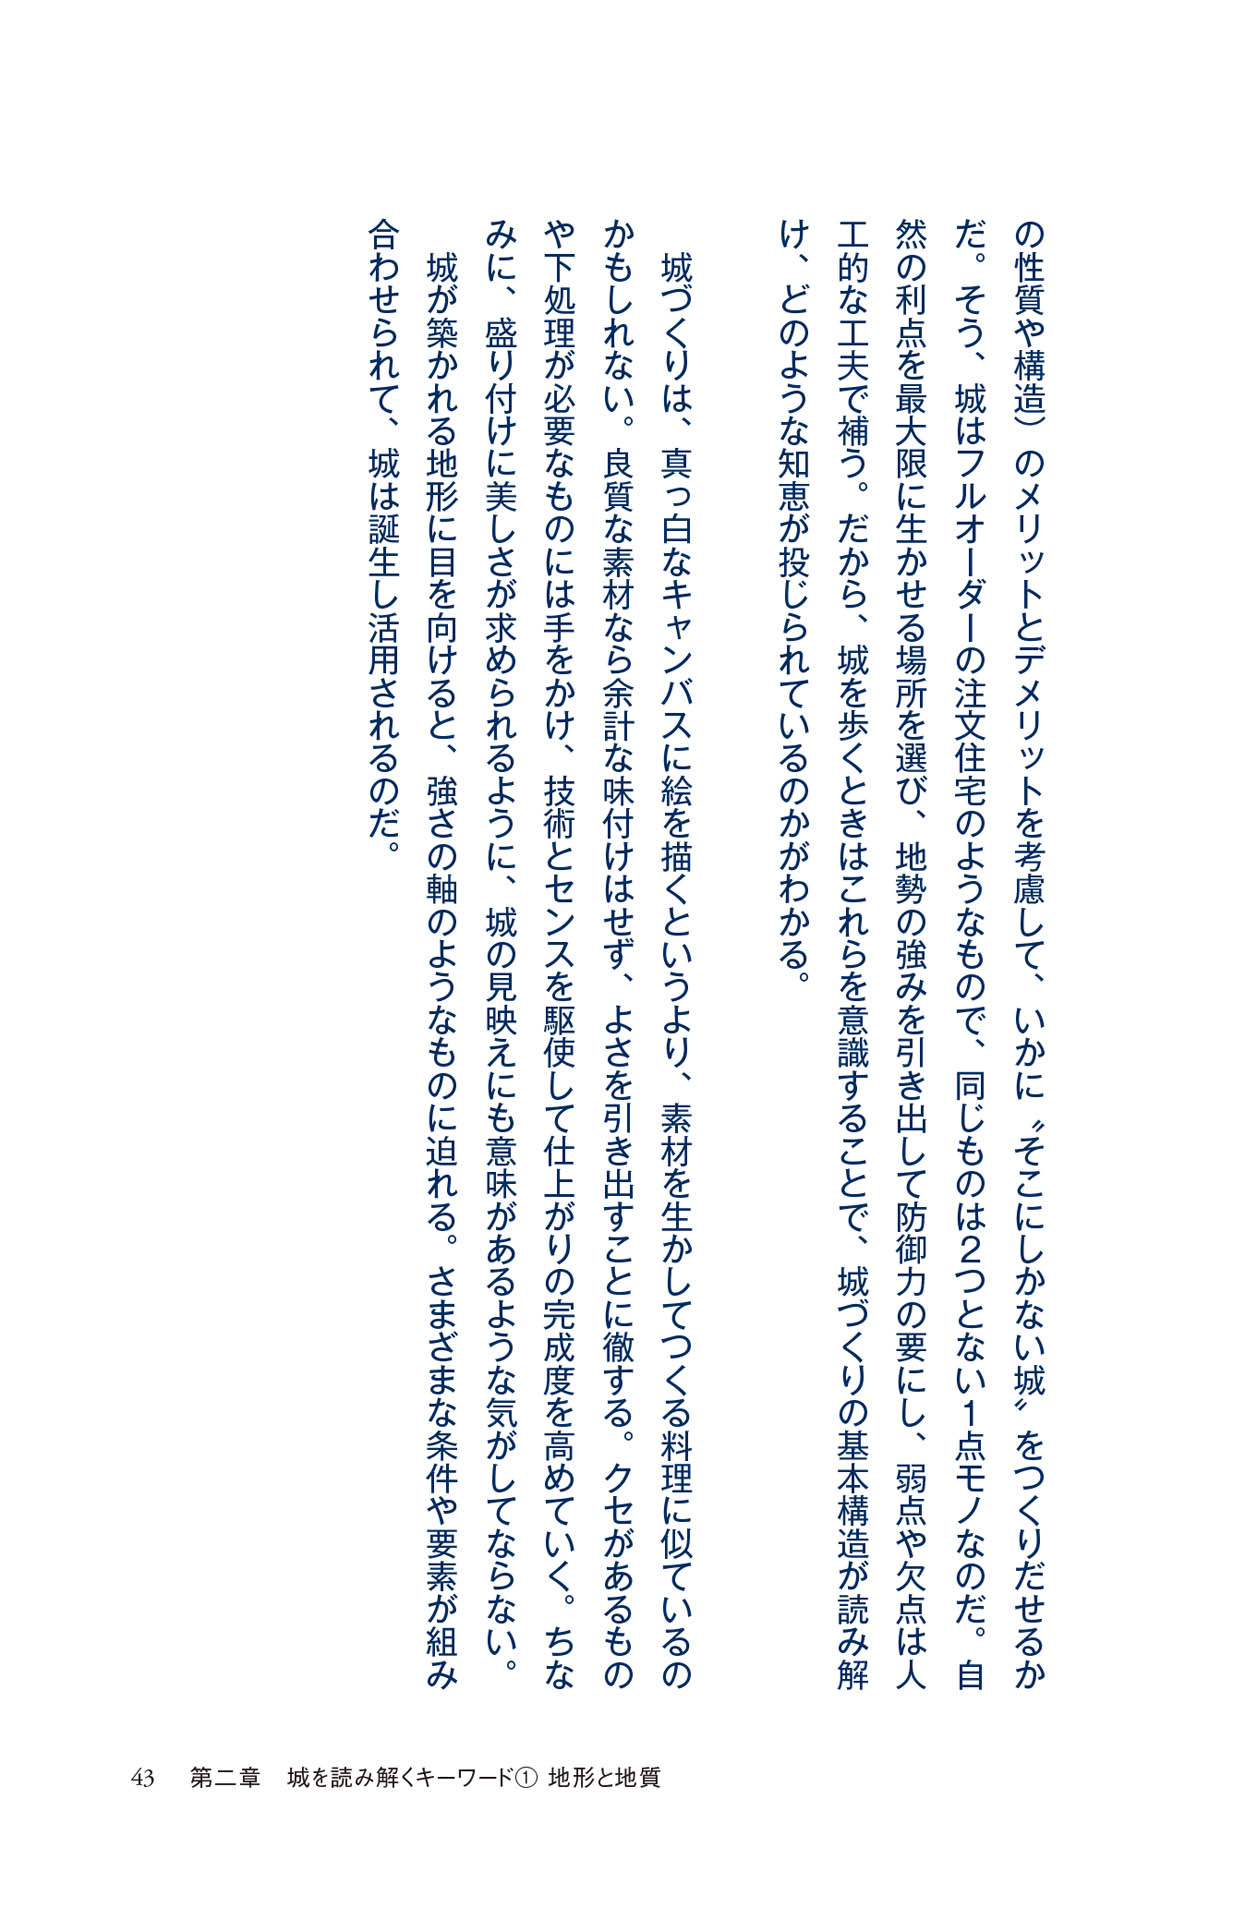 の性質や構造）のメリットとデメリットを考慮して、いかに〝そこにしかない城〟をつくりだせるか
だ。そう、城はフルオーダーの注文住宅のようなもので、同じものは２つとない１点モノなのだ。自
然の利点を最大限に生かせる場所を選び、地勢の強みを引き出して防御力の要にし、弱点や欠点は人
工的な工夫で補う。だから、城を歩くときはこれらを意識することで、城づくりの基本構造が読み解
け、どのような知恵が投じられているのかがわかる。
　城づくりは、真っ白なキャンバスに絵を描くというより、素材を生かしてつくる料理に似ているの
かもしれない。良質な素材なら余計な味付けはせず、よさを引き出すことに徹する。クセがあるもの
や下処理が必要なものには手をかけ、技術とセンスを駆使して仕上がりの完成度を高めていく。ちな
みに、盛り付けに美しさが求められるように、城の見映えにも意味があるような気がしてならない。
　城が築かれる地形に目を向けると、強さの軸のようなものに迫れる。さまざまな条件や要素が組み
合わせられて、城は誕生し活用されるのだ。
43　第二章　城を読み解くキーワード① 地形と地質